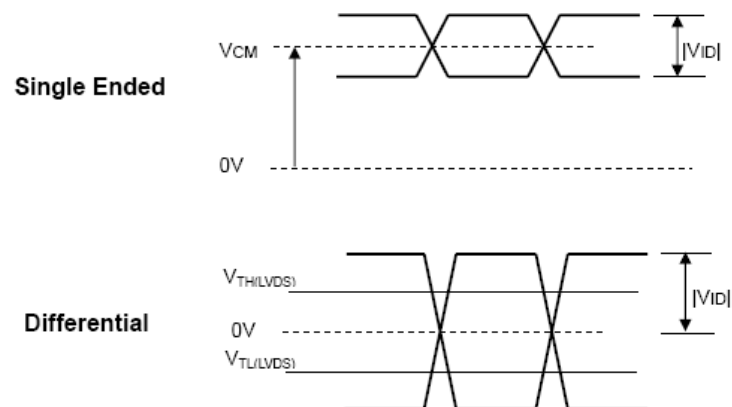 VCM
|VID|
Single Ended
0V
VTH(LVDS)
|VID|
Differential
0V
VTL(LVDS)